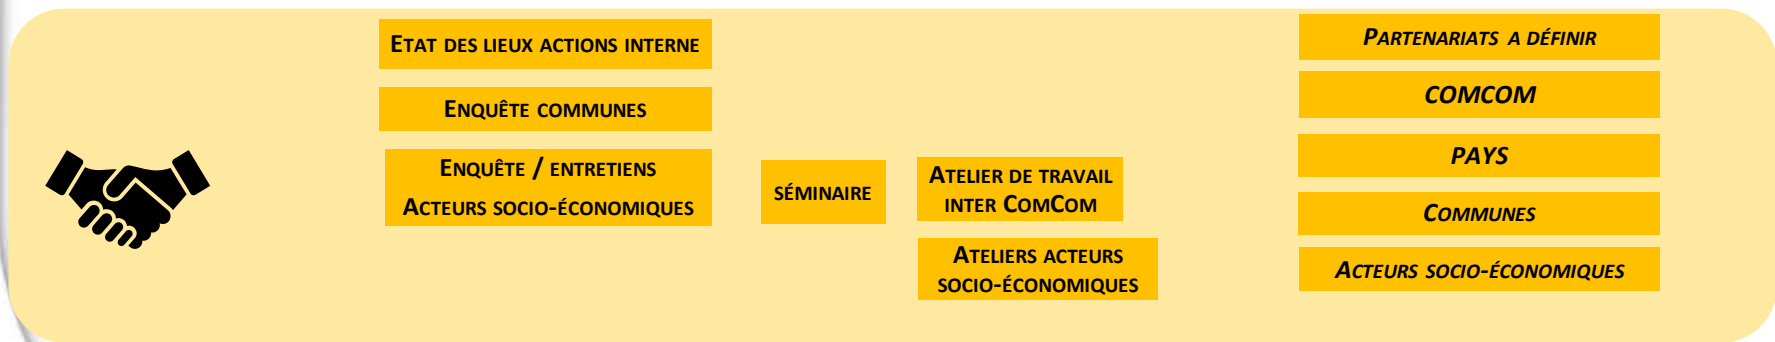 ETAT DES LIEUX ACTIONS INTERNE
ENQUÊTE COMMUNES
ENQUÊTE / ENTRETIENS
ACTEURS SOCIO-ÉCONOMIQUES
SÉMINAIRE
ATELIER DE TRAVAIL
INTER COMCOM
ATELIERS ACTEURS
SOCIO-ÉCONOMIQUES
PARTENARIATS A DÉFINIR
COMCOM
PAYS
COMMUNES
ACTEURS SOCIO-ÉCONOMIQUES